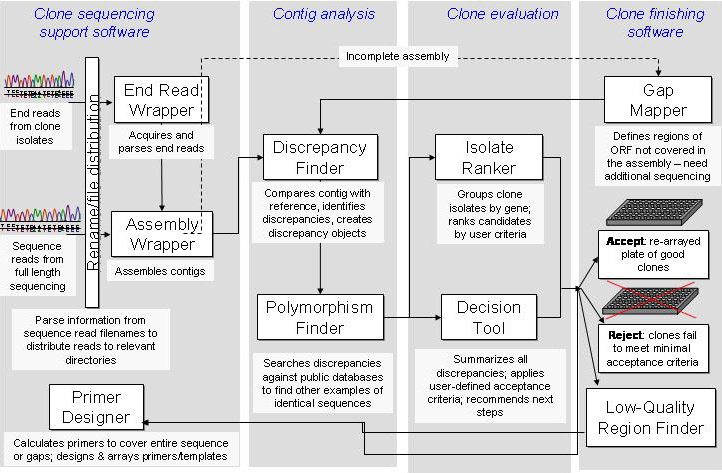 Clone sequencing
support software
Contig analysis
Clone evaluation
Clone finishing
software
Incomplete assembly
End reads
from clone
isolates
Rename/file distribution
End Read
Wrapper
Acquires and
parses end reads
Gap
Mapper
Defines regions of
ORF not covered in
the assembly – need
additional sequencing
Discrepancy
Finder
Compares contig with
reference, identifies
discrepancies, creates
discrepancy objects
Isolate
Ranker
Groups clone
isolates by gene;
ranks candidates
by user criteria
Sequence
reads from
full length
sequencing
Assembly
Wrapper
Assembles contigs
Accept: re-arrayed
plate of good
clones
Parse information from
sequence read filenames to
distribute reads to relevant
directories
Polymorphism
Finder
Searches discrepancies
against public databases
to find other examples of
identical sequences
Decision
Tool
Summarizes all
discrepancies; applies
user-defined acceptance
criteria; recommends next
steps
Reject: clones fail
to meet minimal
acceptance criteria
Primer
Designer
Calculates primers to cover entire sequence
or gaps; designs & arrays primers/templates
Low-Quality
Region Finder